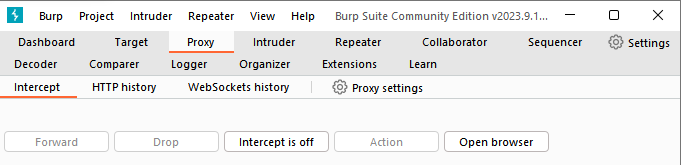 Burp Project Intruder Repeater View Help Burp Suite Community Edition v2023.9.1...
Dashboard Target Proxy Intruder Repeater Collaborator Sequencer Settings
Decoder Comparer Logger Organizer Extensions Learn
Intercept HTTP history WebSockets history Proxy settings
Forward Drop Intercept is off Action Open browser